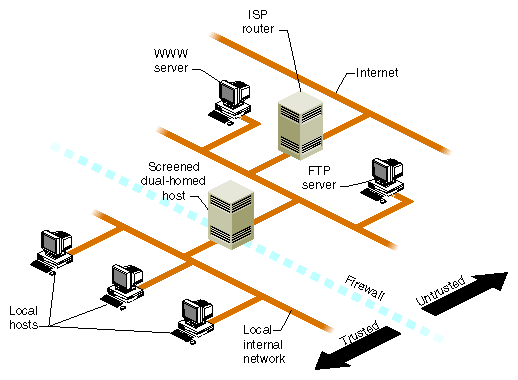 ISP
router
WWW
server
Internet
Screened
dual-homed
host
FTP
server
Firewall
Untrusted
Trusted
Local
hosts
Local
internal
network